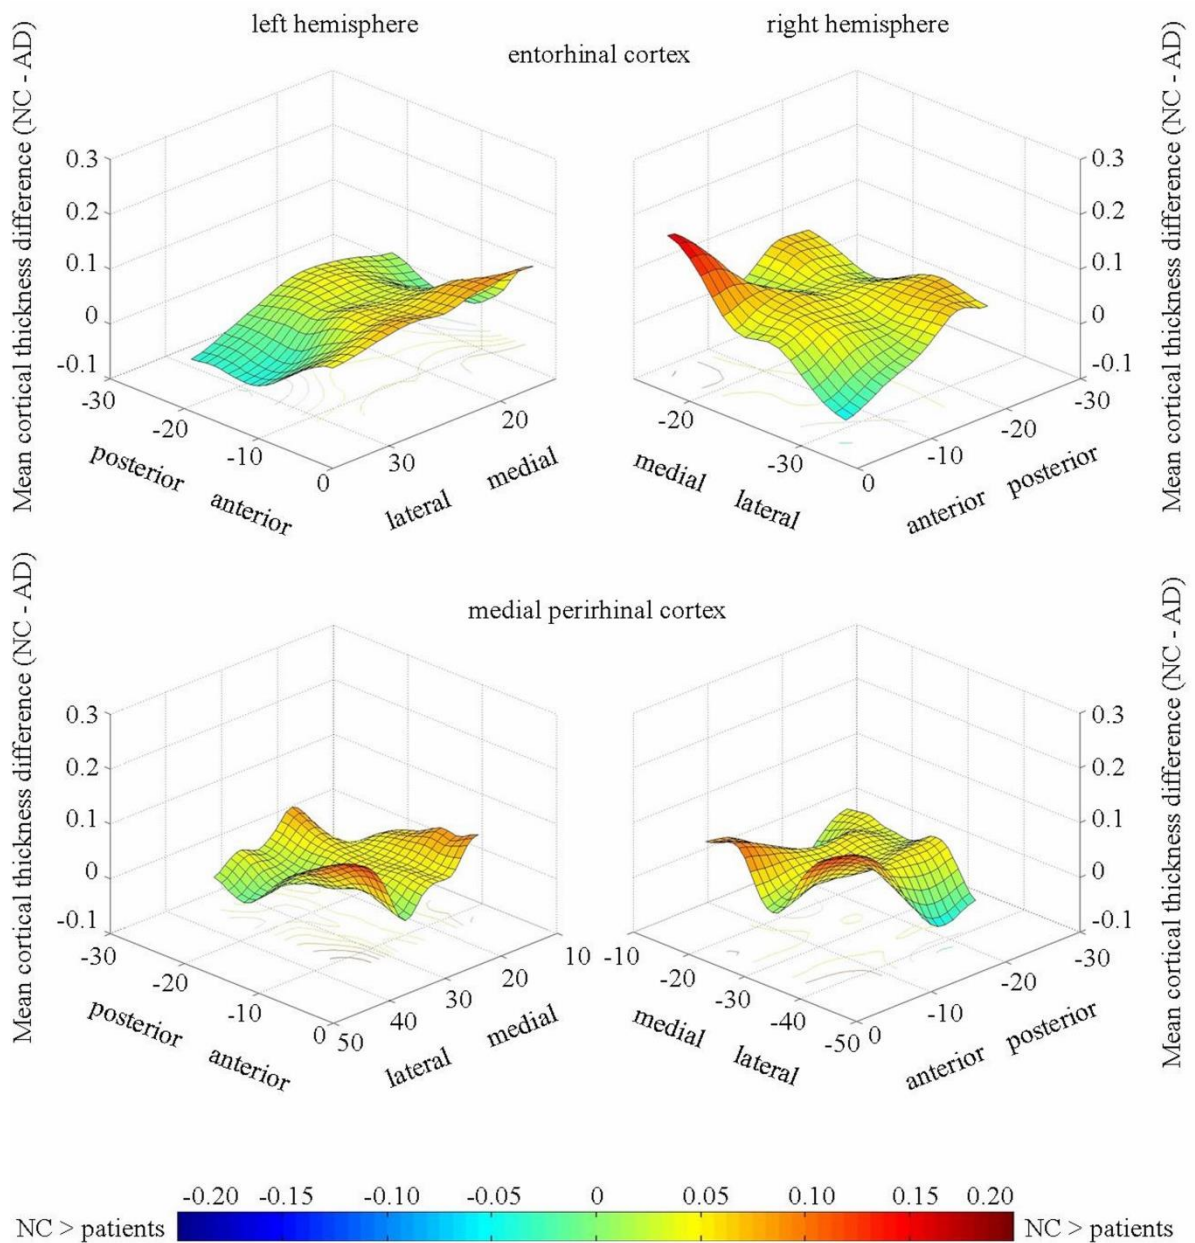 left hemisphere
right hemisphere
entorhinal cortex
Mean cortical thickness difference (NC - AD)
0.3
0.2
0.1
0
-0.1
-30
-20
-10
0
30
20
posterior anterior
lateral medial
0.3
0.2
0.1
0
-0.1
-20
-30
0
-10
-20
-30
medial lateral
anterior posterior
Mean cortical thickness difference (NC - AD)
medial perirhinal cortex
Mean cortical thickness difference (NC - AD)
0.3
0.2
0.1
0
-0.1
-30
-20
-10
0
50
40
30
20
10
posterior anterior
lateral medial
0.3
0.2
0.1
0
-0.1
-10
-20
-30
-40
-50
0
-10
-20
-30
medial lateral
anterior posterior
Mean cortical thickness difference (NC - AD)
-0.20 -0.15 -0.10 -0.05 0 0.05 0.10 0.15 0.20
NC > patients NC > patients